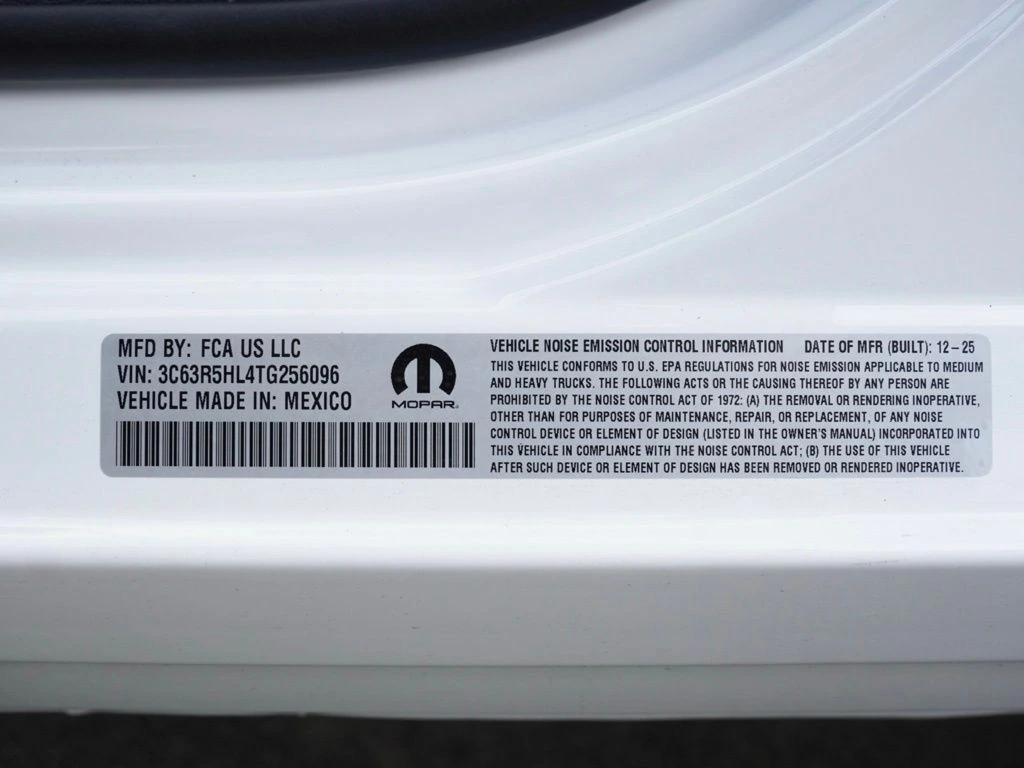 MFD BY: FCA US LLC
VIN: 3C63R5HL4TG256096
VEHICLE MADE IN: MEXICO
MOPAR
VEHICLE NOISE EMISSION CONTROL INFORMATION DATE OF MFR (BUILT): 12-25
THIS VEHICLE CONFORMS TO U.S. EPA REGULATIONS FOR NOISE EMISSION APPLICABLE TO MEDIUM
AND HEAVY TRUCKS. THE FOLLOWING ACTS OR THE CAUSING THEREOF BY ANY PERSON ARE
PROHIBITED BY THE NOISE CONTROL ACT OF 1972: (A) THE REMOVAL OR RENDERING INOPERATIVE,
OTHER THAN FOR PURPOSES OF MAINTENANCE, REPAIR, OR REPLACEMENT, OF ANY NOISE
CONTROL DEVICE OR ELEMENT OF DESIGN (LISTED IN THE OWNER'S MANUAL) INCORPORATED INTO
THIS VEHICLE IN COMPLIANCE WITH THE NOISE CONTROL ACT; (B) THE USE OF THIS VEHICLE
AFTER SUCH DEVICE OR ELEMENT OF DESIGN HAS BEEN REMOVED OR RENDERED INOPERATIVE.